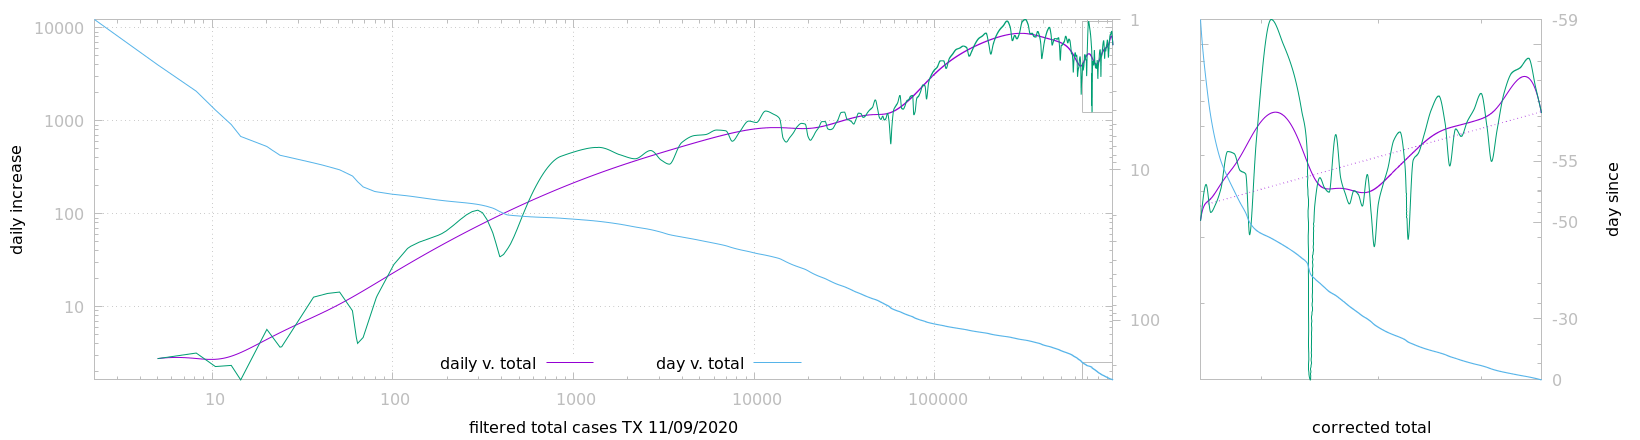 10000
1000
100
10
daily increase
10
100
1000
10000
100000
filtered total cases TX 11/09/2020
daily v. total
day v. total
1
10
100
-59
-55
-50
-30
0
day since
corrected total